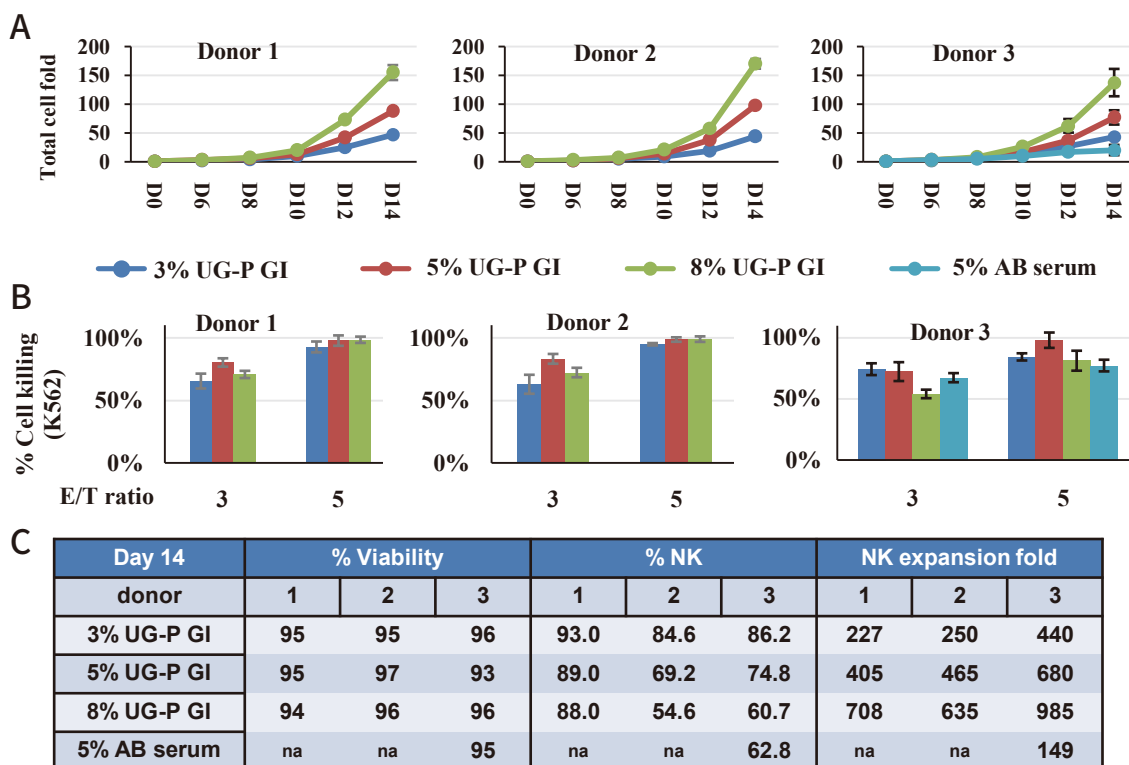 A
Donor 1
Donor 2
Donor 3
Total cell fold
200
150
100
50
0
D0 D6 D8 D10 D12 D14
200
150
100
50
0
D0 D6 D8 D10 D12 D14
200
150
100
50
0
D0 D6 D8 D10 D12 D14
3% UG-P GI 5% UG-P GI 8% UG-P GI 5% AB serum
B
Donor 1
Donor 2
Donor 3
% Cell killing
(K562)
100%
50%
0%
100%
50%
0%
100%
50%
0%
E/T ratio 3 5 3 5 3 5
C
Day 14 % Viability % NK NK expansion fold
donor 1 2 3 1 2 3 1 2 3
3% UG-P GI 95 95 96 93.0 84.6 86.2 227 250 440
5% UG-P GI 95 97 93 89.0 69.2 74.8 405 465 680
8% UG-P GI 94 96 96 88.0 54.6 60.7 708 635 985
5% AB serum na na 95 na na 62.8 na na 149